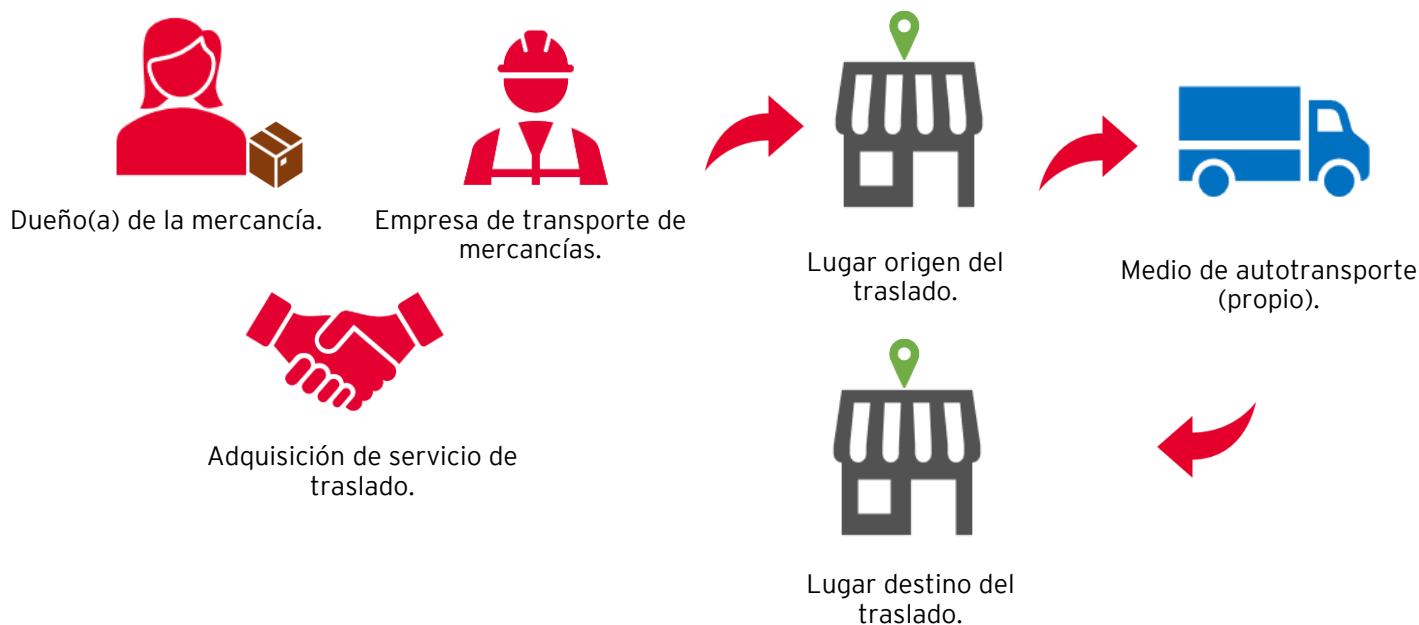 Dueño(a) de la mercancía.
Empresa de transporte de
mercancías.
Adquisición de servicio de
traslado.
Lugar origen del
traslado.
Medio de autotransporte
(propio).
Lugar destino del
traslado.